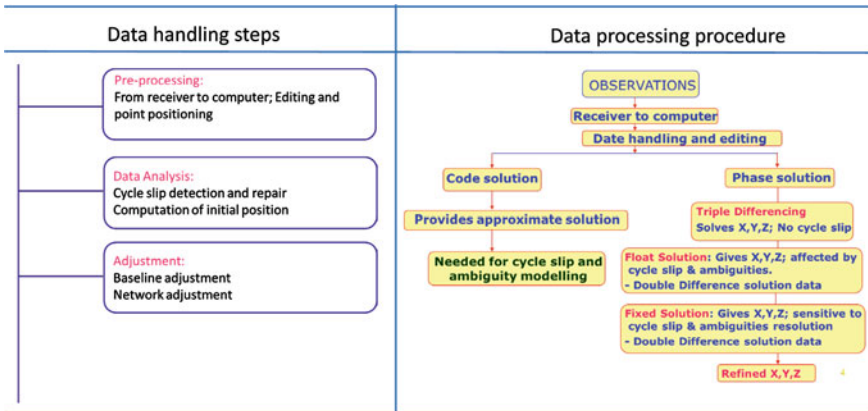 Data handling steps
Pre-processing:
From receiver to computer; Editing and
point positioning
Data Analysis:
Cycle slip detection and repair
Computation of initial position
Adjustment:
Baseline adjustment
Network adjustment
Data processing procedure
OBSERVATIONS
Receiver to computer
Date handling and editing
Code solution
Provides approximate solution
Needed for cycle slip and
ambiguity modelling
Phase solution
Triple Differencing
Solves X,Y,Z; No cycle slip
Float Solution: Gives X,Y,Z; affected by
cycle slip & ambiguities.
- Double Difference solution data
Fixed Solution: Gives X,Y,Z; sensitive to
cycle slip & ambiguities resolution
- Double Difference solution data
Refined X,Y,Z
4